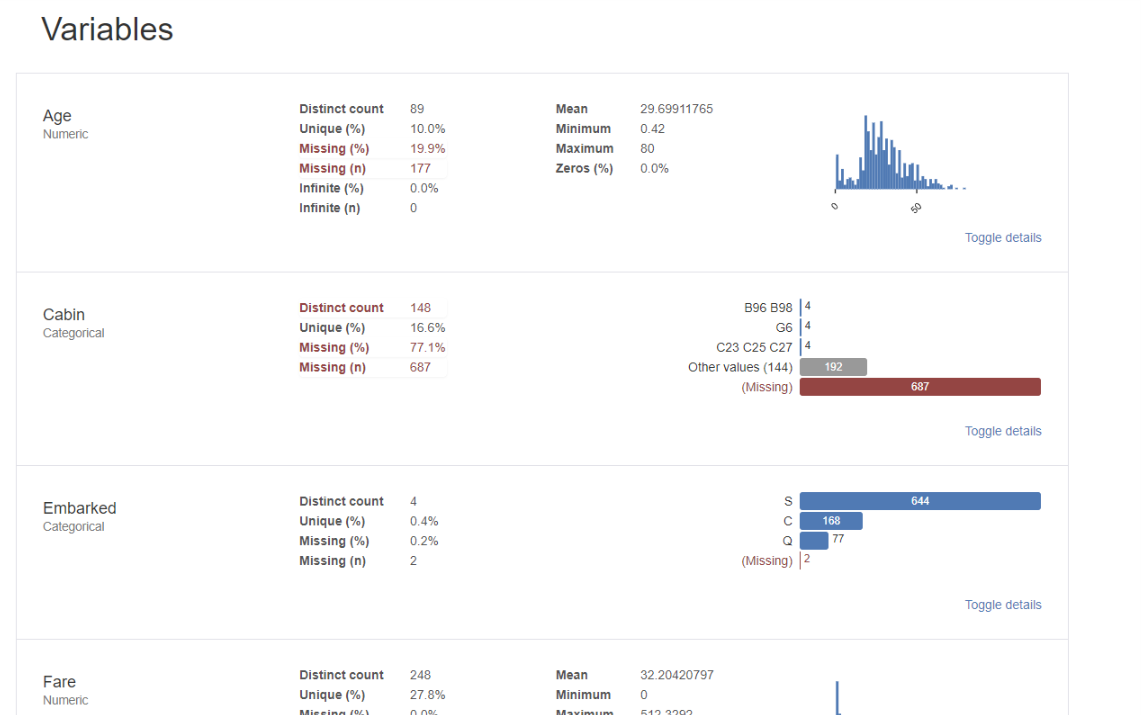 Variables
Age
Numeric
Distinct count 89
Unique (%) 10.0%
Missing (%) 19.9%
Missing (n) 177
Infinite (%) 0.0%
Infinite (n) 0
Mean 29.69911765
Minimum 0.42
Maximum 80
Zeros (%) 0.0%
0 50
Toggle details
Cabin
Categorical
Distinct count 148
Unique (%) 16.6%
Missing (%) 77.1%
Missing (n) 687
B96 B98 4
G6 4
C23 C25 C27 4
Other values (144) 192
(Missing) 687
Toggle details
Embarked
Categorical
Distinct count 4
Unique (%) 0.4%
Missing (%) 0.2%
Missing (n) 2
S 644
C 168
Q 77
(Missing) 2
Toggle details
Fare
Numeric
Distinct count 248
Unique (%) 27.8%
Missing (%) 0.0%
Mean 32.20420797
Minimum 0
Maximum 512.3292